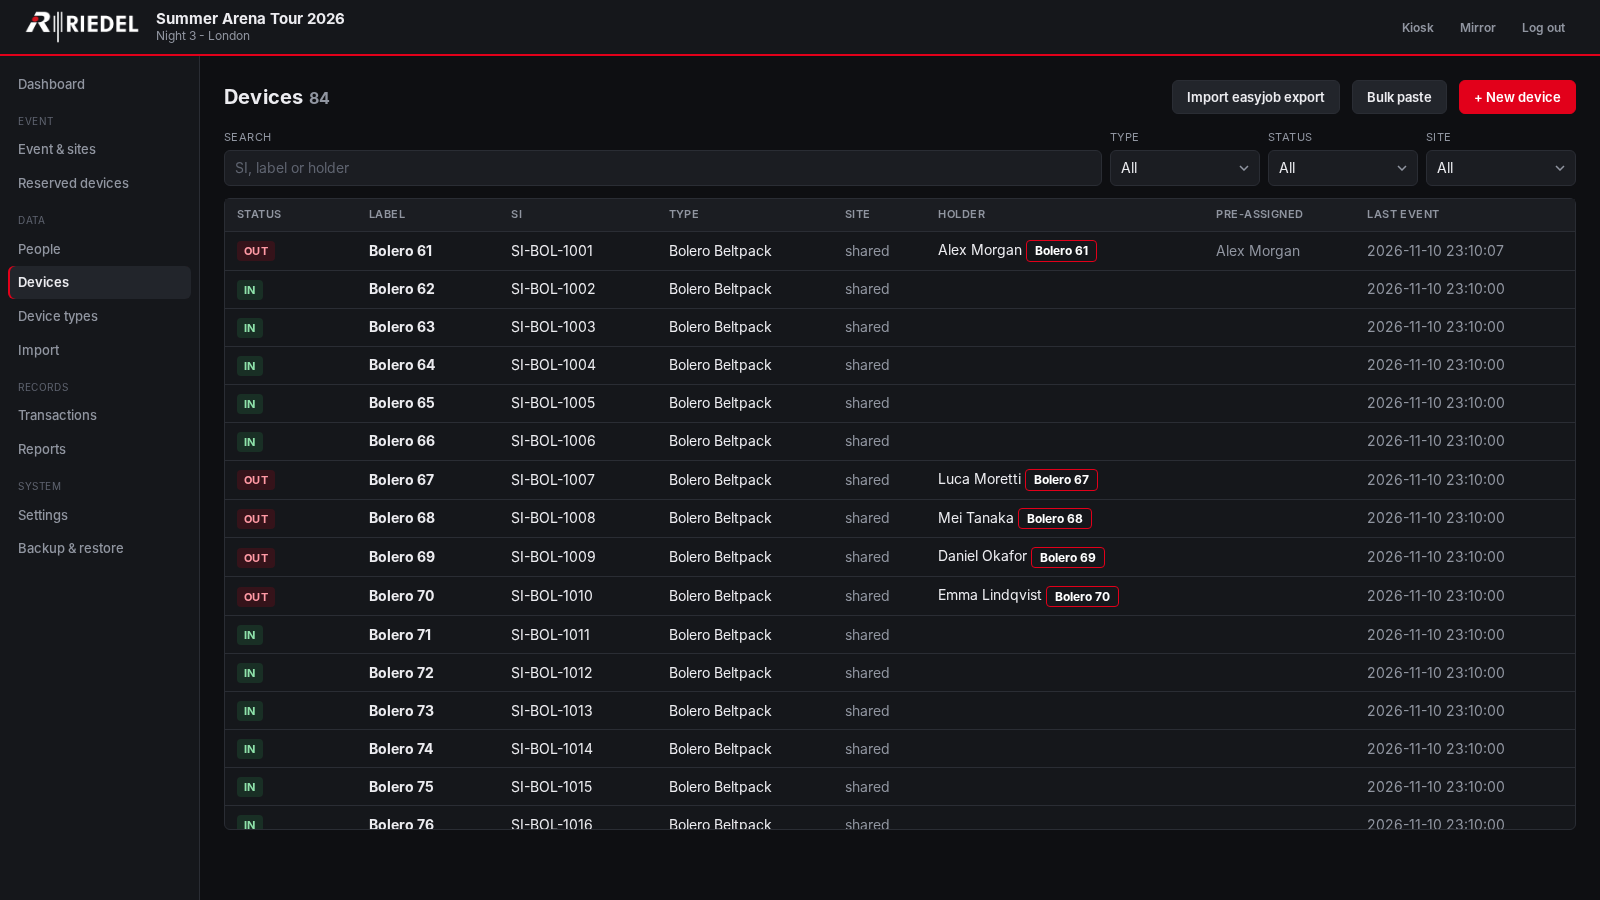 RIEDEL
Summer Arena Tour 2026
Night 3 - London
Kiosk Mirror Log out
Dashboard
EVENT
Event & sites
Reserved devices
DATA
People
Devices
Device types
Import
RECORDS
Transactions
Reports
SYSTEM
Settings
Backup & restore
Devices 84
Import easyjob export Bulk paste + New device
SEARCH TYPE STATUS SITE
SI, label or holder All All All
STATUS LABEL SI TYPE SITE HOLDER PRE-ASSIGNED LAST EVENT
OUT Bolero 61 SI-BOL-1001 Bolero Beltpack shared Alex Morgan Bolero 61 Alex Morgan 2026-11-10 23:10:07
IN Bolero 62 SI-BOL-1002 Bolero Beltpack shared 2026-11-10 23:10:00
IN Bolero 63 SI-BOL-1003 Bolero Beltpack shared 2026-11-10 23:10:00
IN Bolero 64 SI-BOL-1004 Bolero Beltpack shared 2026-11-10 23:10:00
IN Bolero 65 SI-BOL-1005 Bolero Beltpack shared 2026-11-10 23:10:00
IN Bolero 66 SI-BOL-1006 Bolero Beltpack shared 2026-11-10 23:10:00
OUT Bolero 67 SI-BOL-1007 Bolero Beltpack shared Luca Moretti Bolero 67 2026-11-10 23:10:00
OUT Bolero 68 SI-BOL-1008 Bolero Beltpack shared Mei Tanaka Bolero 68 2026-11-10 23:10:00
OUT Bolero 69 SI-BOL-1009 Bolero Beltpack shared Daniel Okafor Bolero 69 2026-11-10 23:10:00
OUT Bolero 70 SI-BOL-1010 Bolero Beltpack shared Emma Lindqvist Bolero 70 2026-11-10 23:10:00
IN Bolero 71 SI-BOL-1011 Bolero Beltpack shared 2026-11-10 23:10:00
IN Bolero 72 SI-BOL-1012 Bolero Beltpack shared 2026-11-10 23:10:00
IN Bolero 73 SI-BOL-1013 Bolero Beltpack shared 2026-11-10 23:10:00
IN Bolero 74 SI-BOL-1014 Bolero Beltpack shared 2026-11-10 23:10:00
IN Bolero 75 SI-BOL-1015 Bolero Beltpack shared 2026-11-10 23:10:00
IN Bolero 76 SI-BOL-1016 Bolero Beltpack shared 2026-11-10 23:10:00